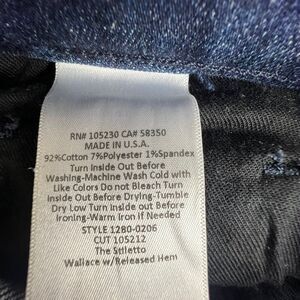 RN# 105230 CA# 58350
MADE IN U.S.A.
92%Cotton 7%Polyester 1%Spandex
Turn Inside Out Before
Washing-Machine Wash Cold with
Like Colors Do not Bleach Turn
Inside Out Before Drying-Tumble
Dry Low Turn Inside Out Before
Ironing-Warm Iron if Needed
STYLE 1280-0206
CUT 105212
The Stiletto
Wallace w/Released Hem